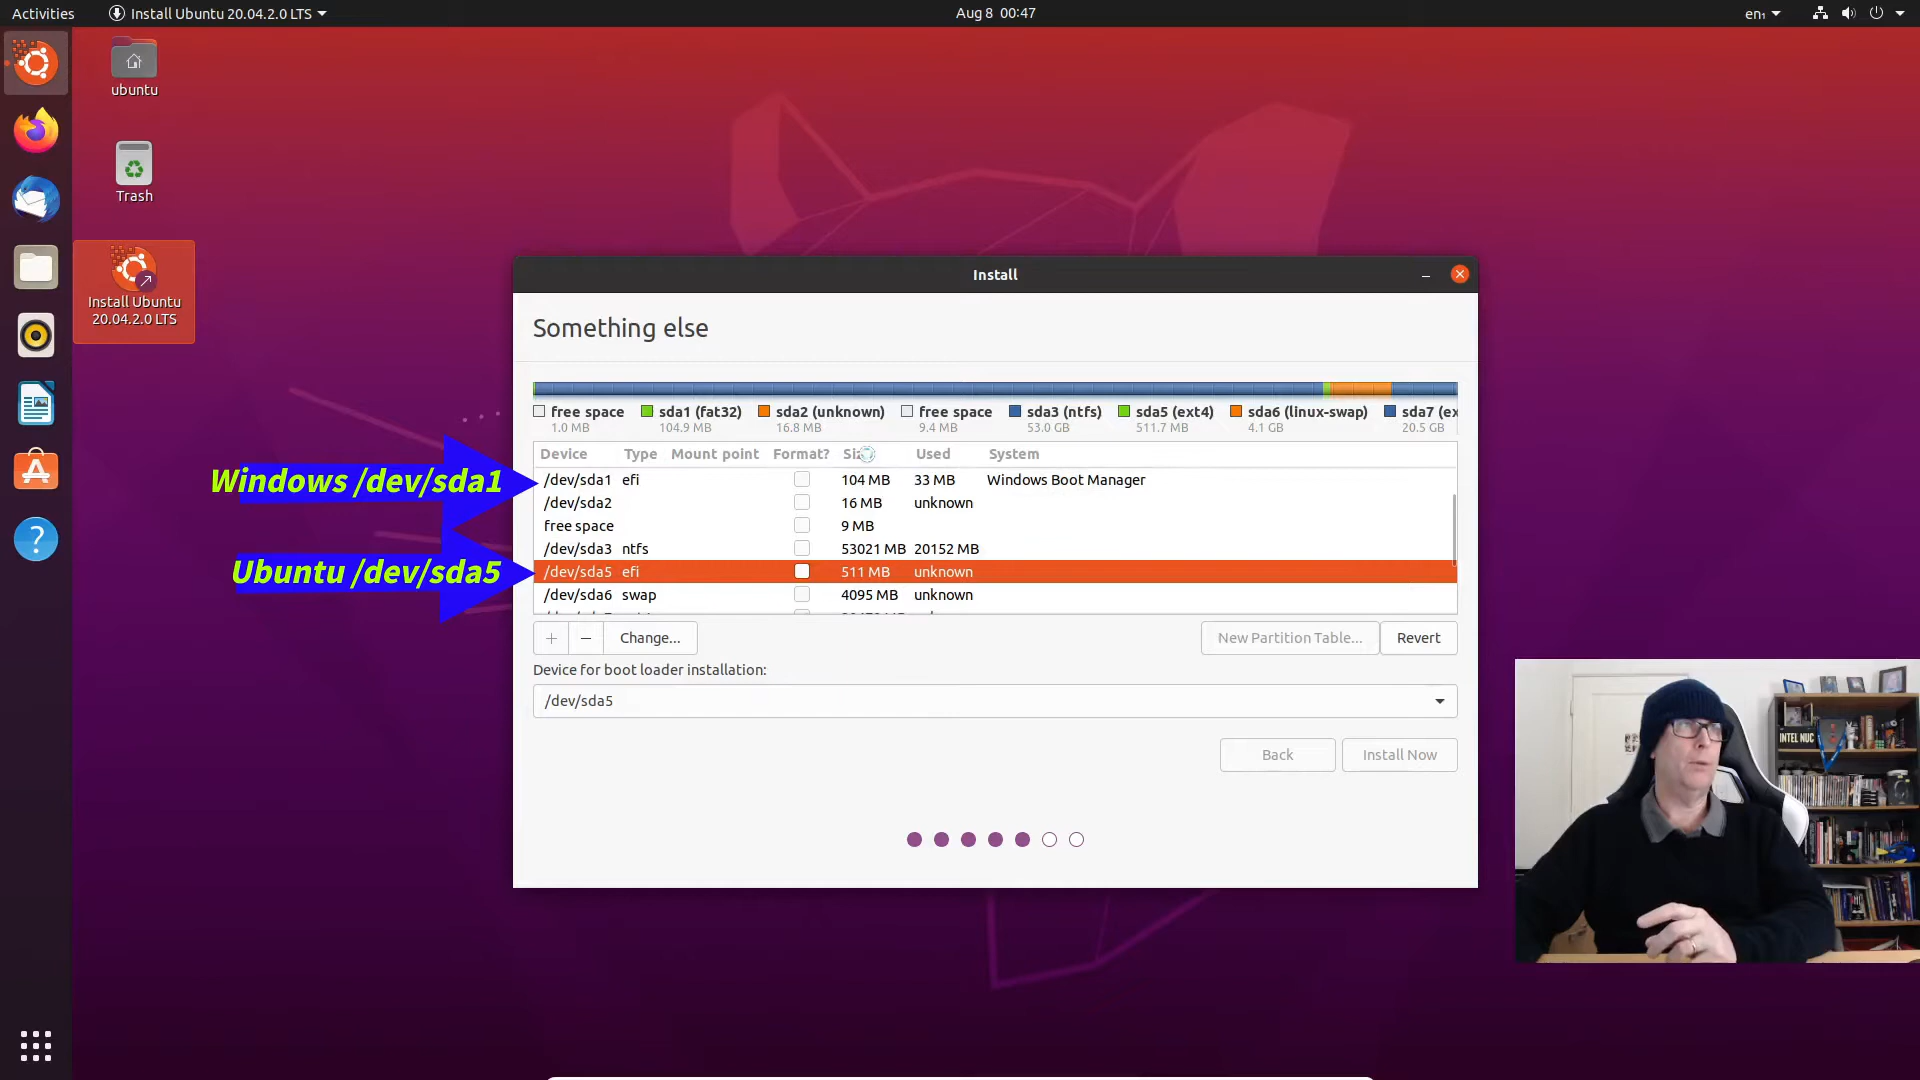 Activities
Install Ubuntu 20.04.2.0 LTS
Aug 8 00:47
en₁
ubuntu
Trash
Install Ubuntu
20.04.2.0 LTS
Install
Something else
free space sda1 (fat32) sda2 (unknown) free space sda3 (ntfs) sda5 (ext4) sda6 (linux-swap) sda7 (ex
1.0 MB 104.9 MB 16.8 MB 9.4 MB 53.0 GB 511.7 MB 4.1 GB 20.5 GB
Device Type Mount point Format? Siz Used System
Windows /dev/sda1
/dev/sda1 efi 104 MB 33 MB Windows Boot Manager
/dev/sda2 16 MB unknown
free space 9 MB
/dev/sda3 ntfs 53021 MB 20152 MB
Ubuntu /dev/sda5
/dev/sda5 efi 511 MB unknown
/dev/sda6 swap 4095 MB unknown
+ − Change...
New Partition Table... Revert
Device for boot loader installation:
/dev/sda5
Back Install Now
INTEL NUC